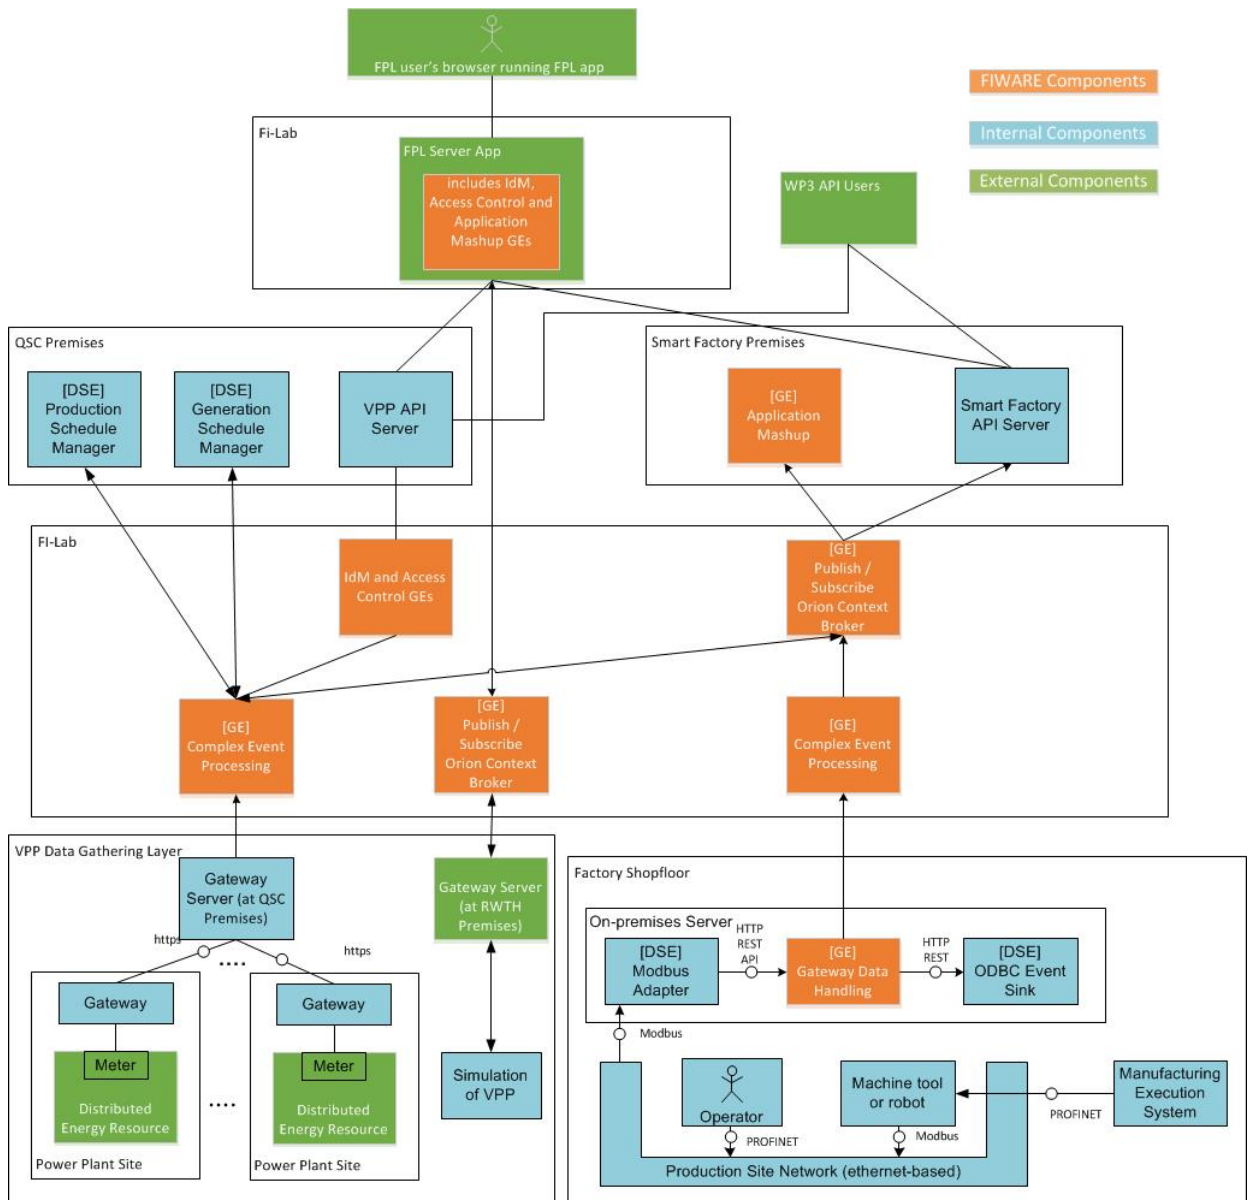 FPL user's browser running FPL app
FIWARE Components
Internal Components
External Components
Fi-Lab
FPL Server App
includes IdM,
Access Control and
Application
Mashup GEs
WP3 API Users
QSC Premises
[DSE]
Production
Schedule
Manager
[DSE]
Generation
Schedule
Manager
VPP API
Server
Smart Factory Premises
[GE]
Application
Mashup
Smart Factory
API Server
FI-Lab
IdM and Access
Control GEs
[GE]
Publish /
Subscribe
Orion Context
Broker
[GE]
Complex Event
Processing
[GE]
Publish /
Subscribe
Orion Context
Broker
[GE]
Complex Event
Processing
VPP Data Gathering Layer
Gateway
Server (at QSC
Premises)
https
....
https
Gateway
Meter
Distributed
Energy Resource
Power Plant Site
....
Gateway
Meter
Distributed
Energy Resource
Power Plant Site
Gateway Server
(at RWTH
Premises)
Simulation
of VPP
Factory Shopfloor
On-premises Server
[DSE]
Modbus
Adapter
HTTP
REST
API
[GE]
Gateway Data
Handling
HTTP
REST
[DSE]
ODBC Event
Sink
Modbus
Operator
PROFINET
Machine tool
or robot
Modbus
PROFINET
Manufacturing
Execution
System
Production Site Network (ethernet-based)